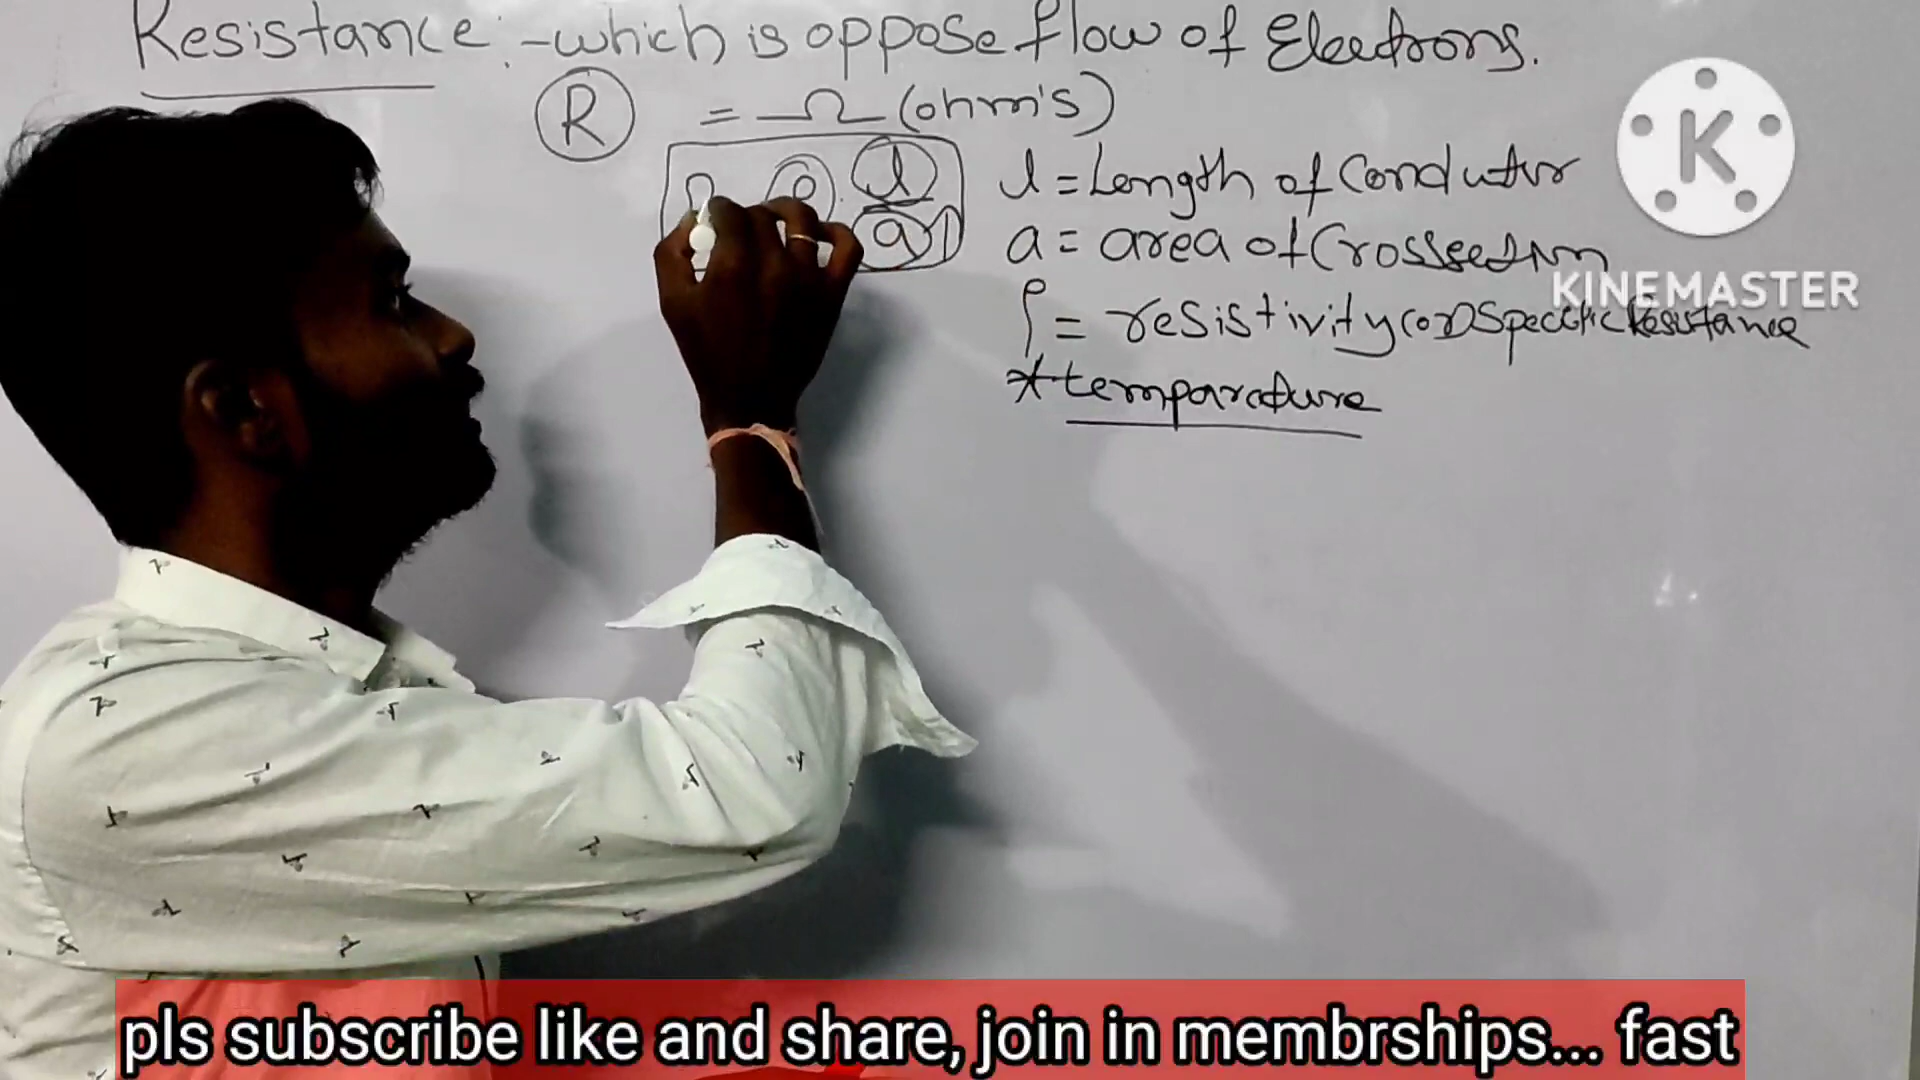 Resistance :- which is oppose flow of Electrons.
R = Ω (ohm's)
R ρ l
a
l = Length of Conductor
a = area of Crossection
ρ = resistivity (or) Specific Resistance
* temparature
K
KINEMASTER
pls subscribe like and share, join in membrships... fast